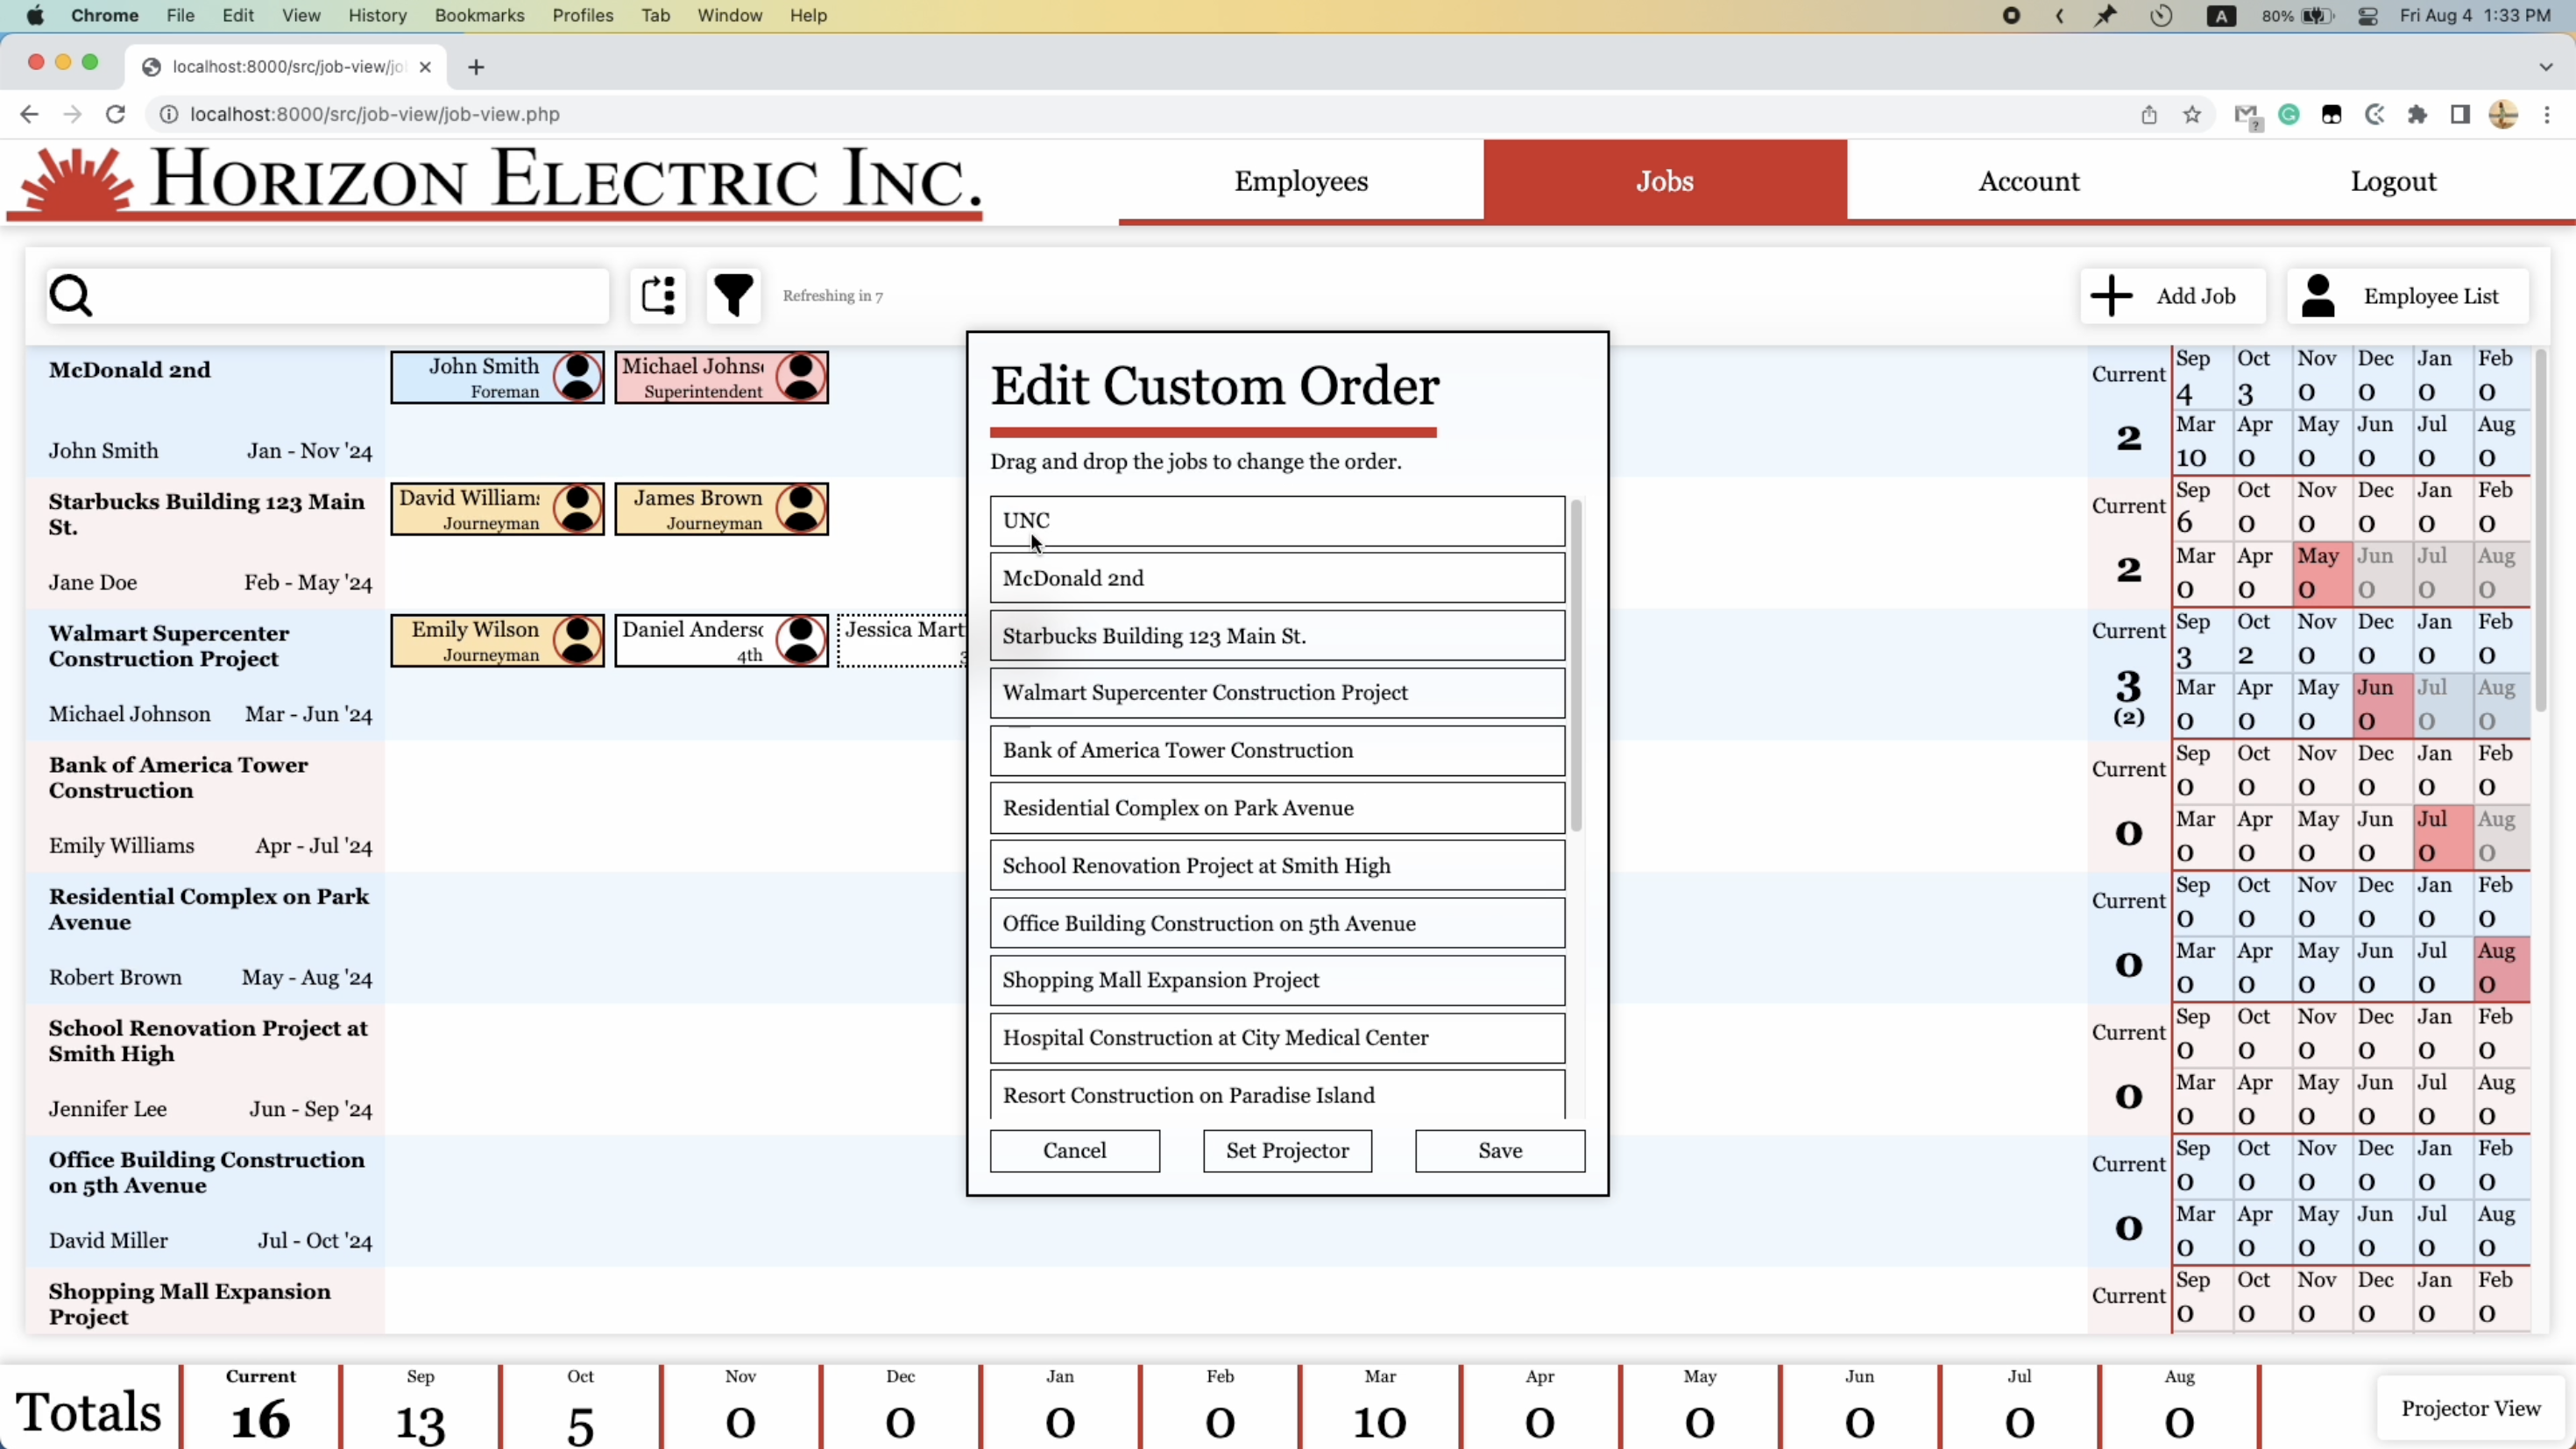 Chrome File Edit View History Bookmarks Profiles Tab Window Help
A 80% Fri Aug 4 1:33 PM
localhost:8000/src/job-view/jo
localhost:8000/src/job-view/job-view.php
HORIZON ELECTRIC INC.
Employees Jobs Account Logout
Refreshing in 7
Add Job Employee List
McDonald 2nd
John Smith Jan - Nov '24
John Smith
Foreman
Michael Johns
Superintendent
Current
2
Sep Oct Nov Dec Jan Feb
4 3 0 0 0 0
Mar Apr May Jun Jul Aug
10 0 0 0 0 0
Starbucks Building 123 Main
St.
Jane Doe Feb - May '24
David Williams
Journeyman
James Brown
Journeyman
Current
2
Sep Oct Nov Dec Jan Feb
6 0 0 0 0 0
Mar Apr May Jun Jul Aug
0 0 0 0 0 0
Walmart Supercenter
Construction Project
Michael Johnson Mar - Jun '24
Emily Wilson
Journeyman
Daniel Anders
4th
Jessica Mart
Current
3
(2)
Sep Oct Nov Dec Jan Feb
3 2 0 0 0 0
Mar Apr May Jun Jul Aug
0 0 0 0 0 0
Bank of America Tower
Construction
Emily Williams Apr - Jul '24
Current
0
Sep Oct Nov Dec Jan Feb
0 0 0 0 0 0
Mar Apr May Jun Jul Aug
0 0 0 0 0 0
Residential Complex on Park
Avenue
Robert Brown May - Aug '24
Current
0
Sep Oct Nov Dec Jan Feb
0 0 0 0 0 0
Mar Apr May Jun Jul Aug
0 0 0 0 0 0
School Renovation Project at
Smith High
Jennifer Lee Jun - Sep '24
Current
0
Sep Oct Nov Dec Jan Feb
0 0 0 0 0 0
Mar Apr May Jun Jul Aug
0 0 0 0 0 0
Office Building Construction
on 5th Avenue
David Miller Jul - Oct '24
Current
0
Sep Oct Nov Dec Jan Feb
0 0 0 0 0 0
Mar Apr May Jun Jul Aug
0 0 0 0 0 0
Shopping Mall Expansion
Project
Current
Sep Oct Nov Dec Jan Feb
0 0 0 0 0 0
Edit Custom Order
Drag and drop the jobs to change the order.
UNC
McDonald 2nd
Starbucks Building 123 Main St.
Walmart Supercenter Construction Project
Bank of America Tower Construction
Residential Complex on Park Avenue
School Renovation Project at Smith High
Office Building Construction on 5th Avenue
Shopping Mall Expansion Project
Hospital Construction at City Medical Center
Resort Construction on Paradise Island
Cancel Set Projector Save
Totals
Current Sep Oct Nov Dec Jan Feb Mar Apr May Jun Jul Aug
16 13 5 0 0 0 0 10 0 0 0 0 0
Projector View